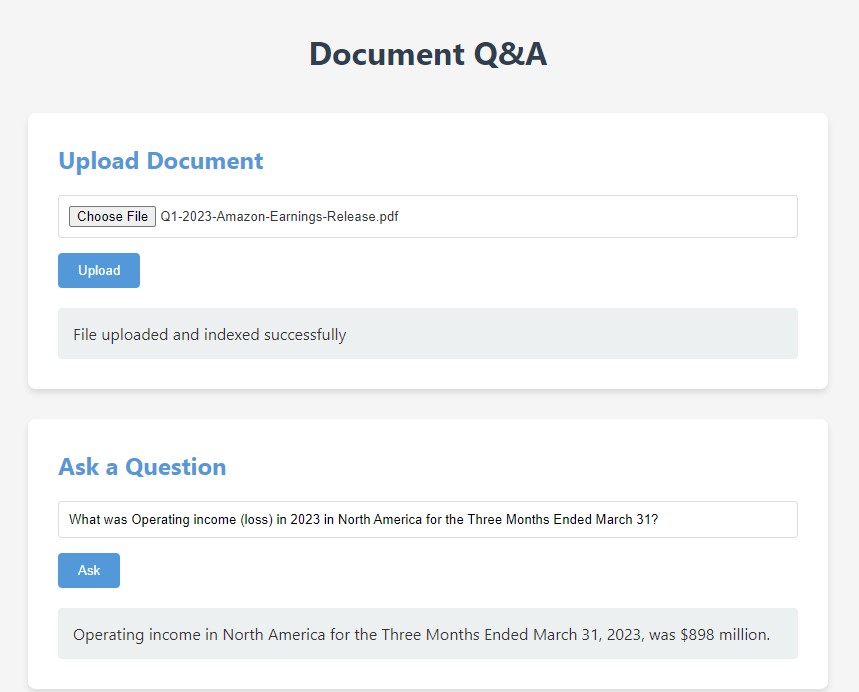 Document Q&A
Upload Document
Choose File Q1-2023-Amazon-Earnings-Release.pdf
Upload
File uploaded and indexed successfully
Ask a Question
What was Operating income (loss) in 2023 in North America for the Three Months Ended March 31?
Ask
Operating income in North America for the Three Months Ended March 31, 2023, was $898 million.